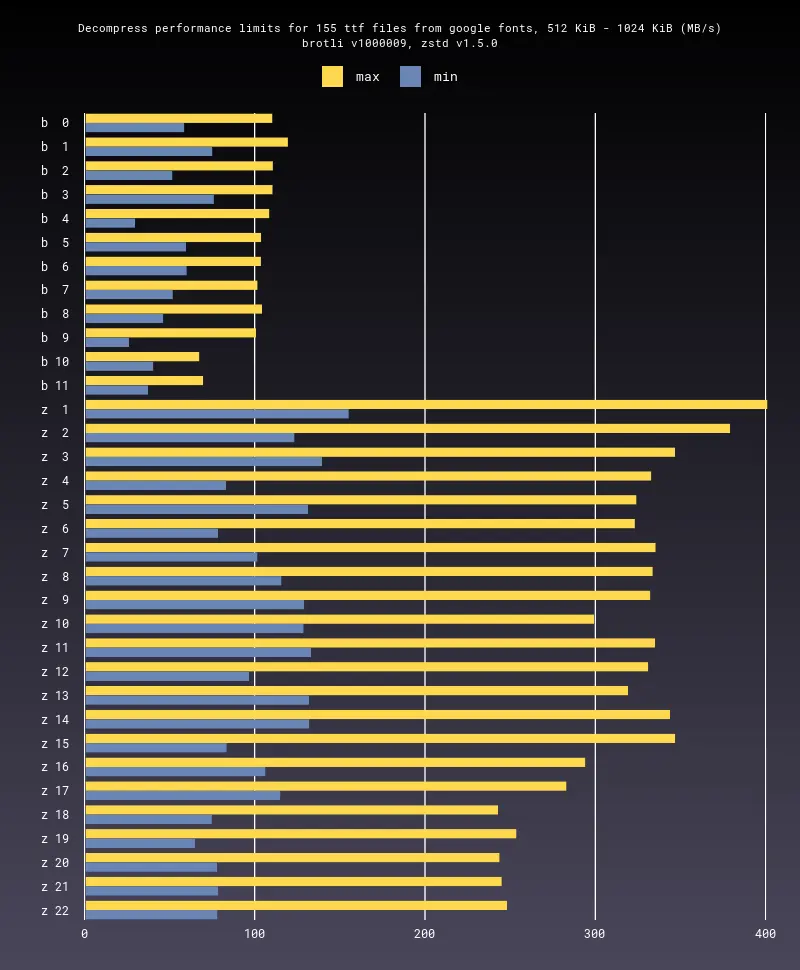 Decompress performance limits for 155 ttf files from google fonts, 512 KiB - 1024 KiB (MB/s)
brotli v1000009, zstd v1.5.0
max min
b 0
b 1
b 2
b 3
b 4
b 5
b 6
b 7
b 8
b 9
b 10
b 11
z 1
z 2
z 3
z 4
z 5
z 6
z 7
z 8
z 9
z 10
z 11
z 12
z 13
z 14
z 15
z 16
z 17
z 18
z 19
z 20
z 21
z 22
0 100 200 300 400